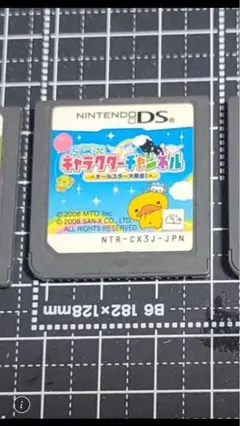 NINTENDO DS
SAN-X
キャラクターチャンネル
オールスター大集合!
© 2008 MTO Inc.
© 2008 SAN-X CO., LTD.
ALL RIGHTS RESERVED.
NTR-CX3J-JPN
B6 182×128mm